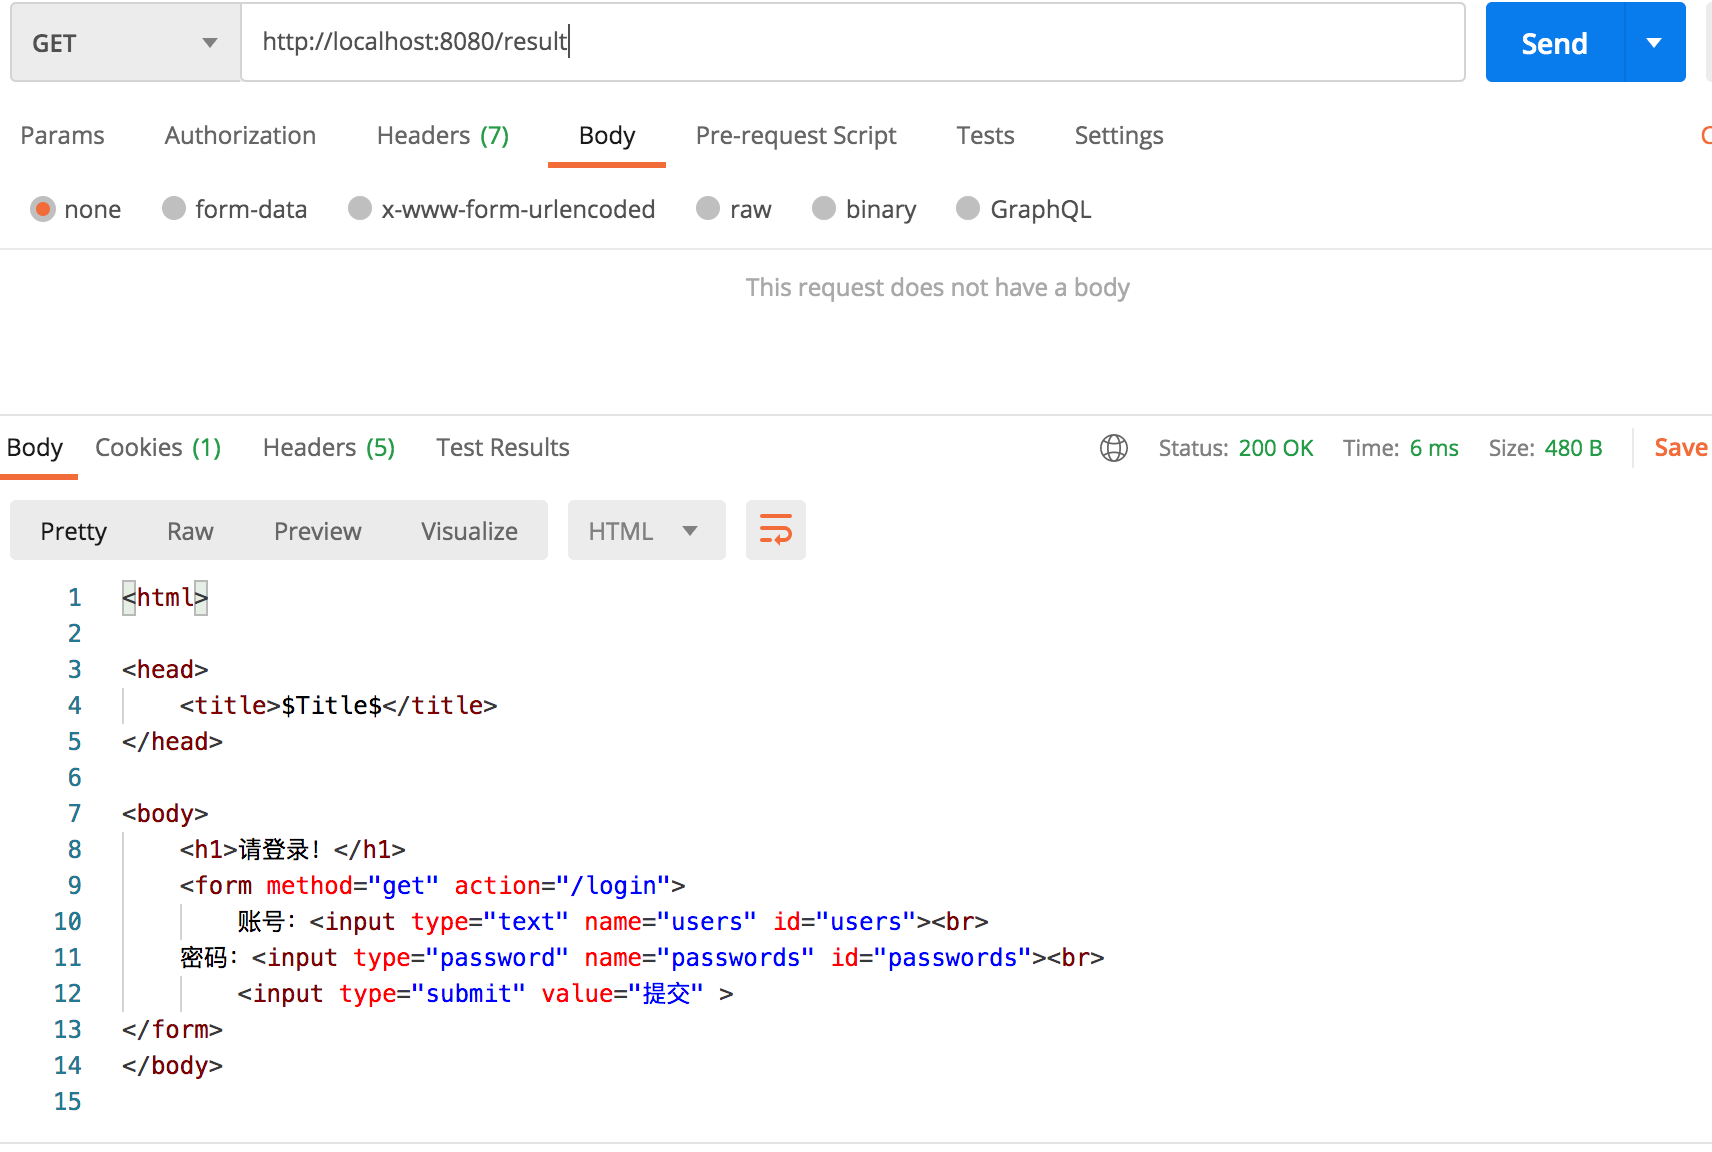 GET http://localhost:8080/result Send
Params Authorization Headers (7) Body Pre-request Script Tests Settings
none form-data x-www-form-urlencoded raw binary GraphQL
This request does not have a body
Body Cookies (1) Headers (5) Test Results Status: 200 OK Time: 6 ms Size: 480 B Save
Pretty Raw Preview Visualize HTML
1 <html>
2
3 <head>
4 <title>$Title$</title>
5 </head>
6
7 <body>
8 <h1>请登录！</h1>
9 <form method="get" action="/login">
10 账号：<input type="text" name="users" id="users"><br>
11 密码：<input type="password" name="passwords" id="passwords"><br>
12 <input type="submit" value="提交" >
13 </form>
14 </body>
15